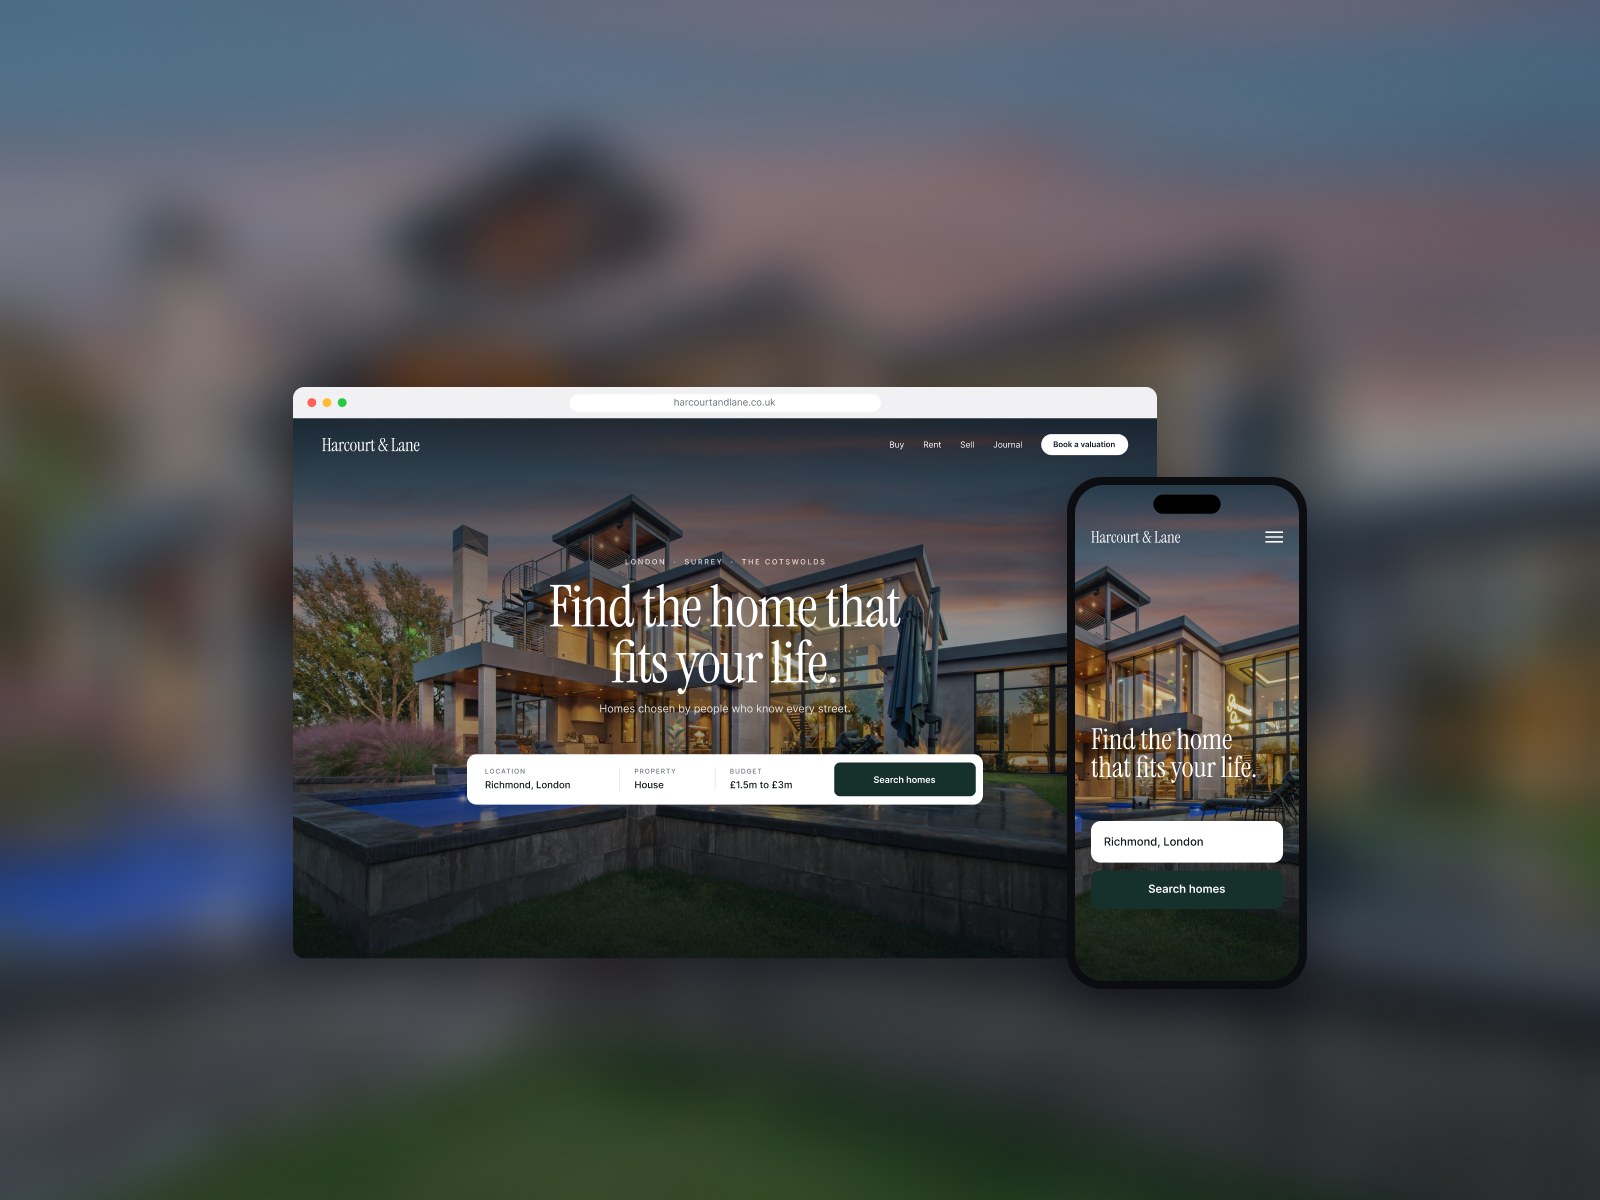 harcourtandlane.co.uk
Harcourt & Lane
Buy Rent Sell Journal Book a valuation
LONDON · SURREY · THE COTSWOLDS
Find the home that
fits your life.
Homes chosen by people who know every street.
LOCATION PROPERTY BUDGET
Richmond, London House £1.5m to £3m
Search homes
Harcourt & Lane
Find the home
that fits your life.
Richmond, London
Search homes